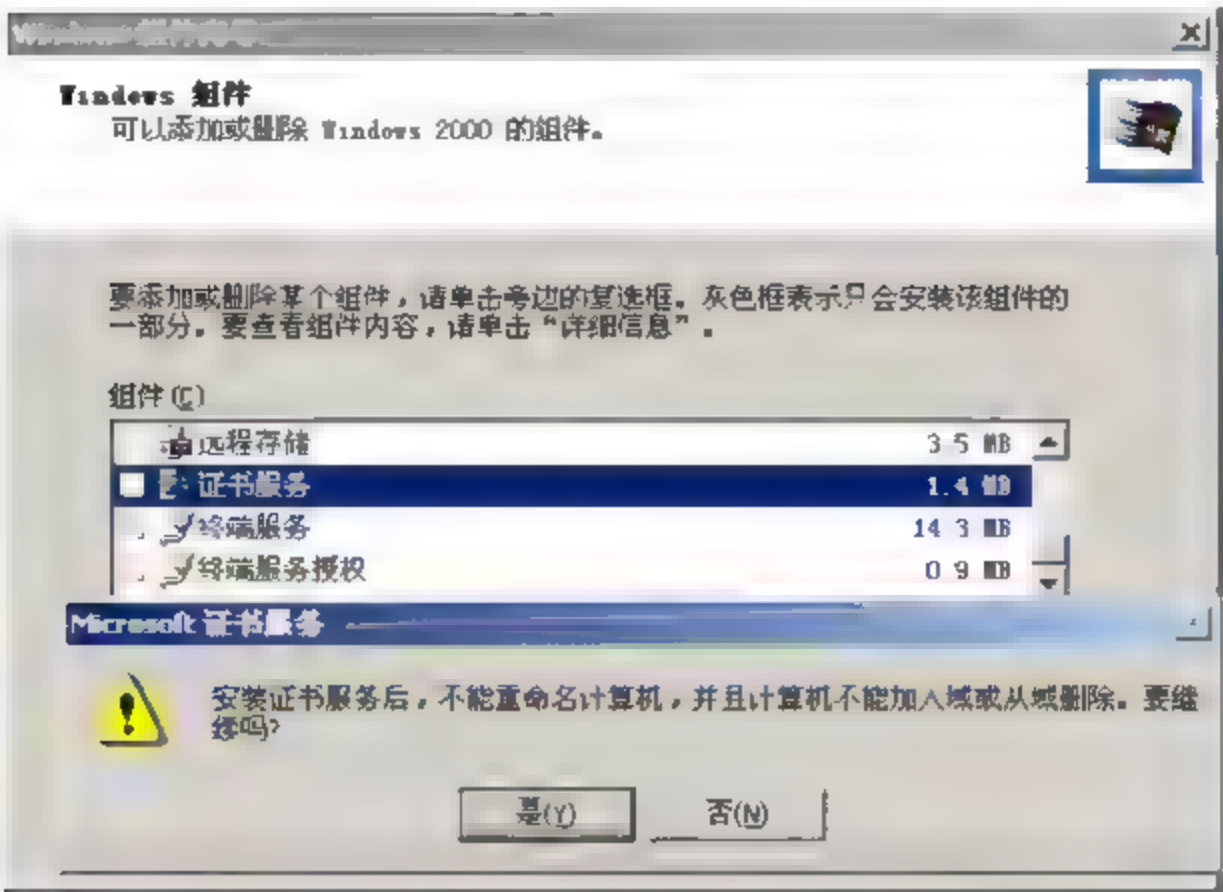 Windows 组件
可以添加或删除 Windows 2000 的组件。
要添加或删除某个组件，请单击旁边的复选框。灰色框表示只会安装该组件的
一部分。要查看组件内容，请单击“详细信息”.
组件(C)
远程存储 3.5 MB
证书服务 1.4 MB
终端服务 14.3 MB
终端服务授权 0.9 MB
Microsoft 证书服务
安装证书服务后，不能重命名计算机，并且计算机不能加入域或从域删除。要继
续吗?
是(Y)
否(N)